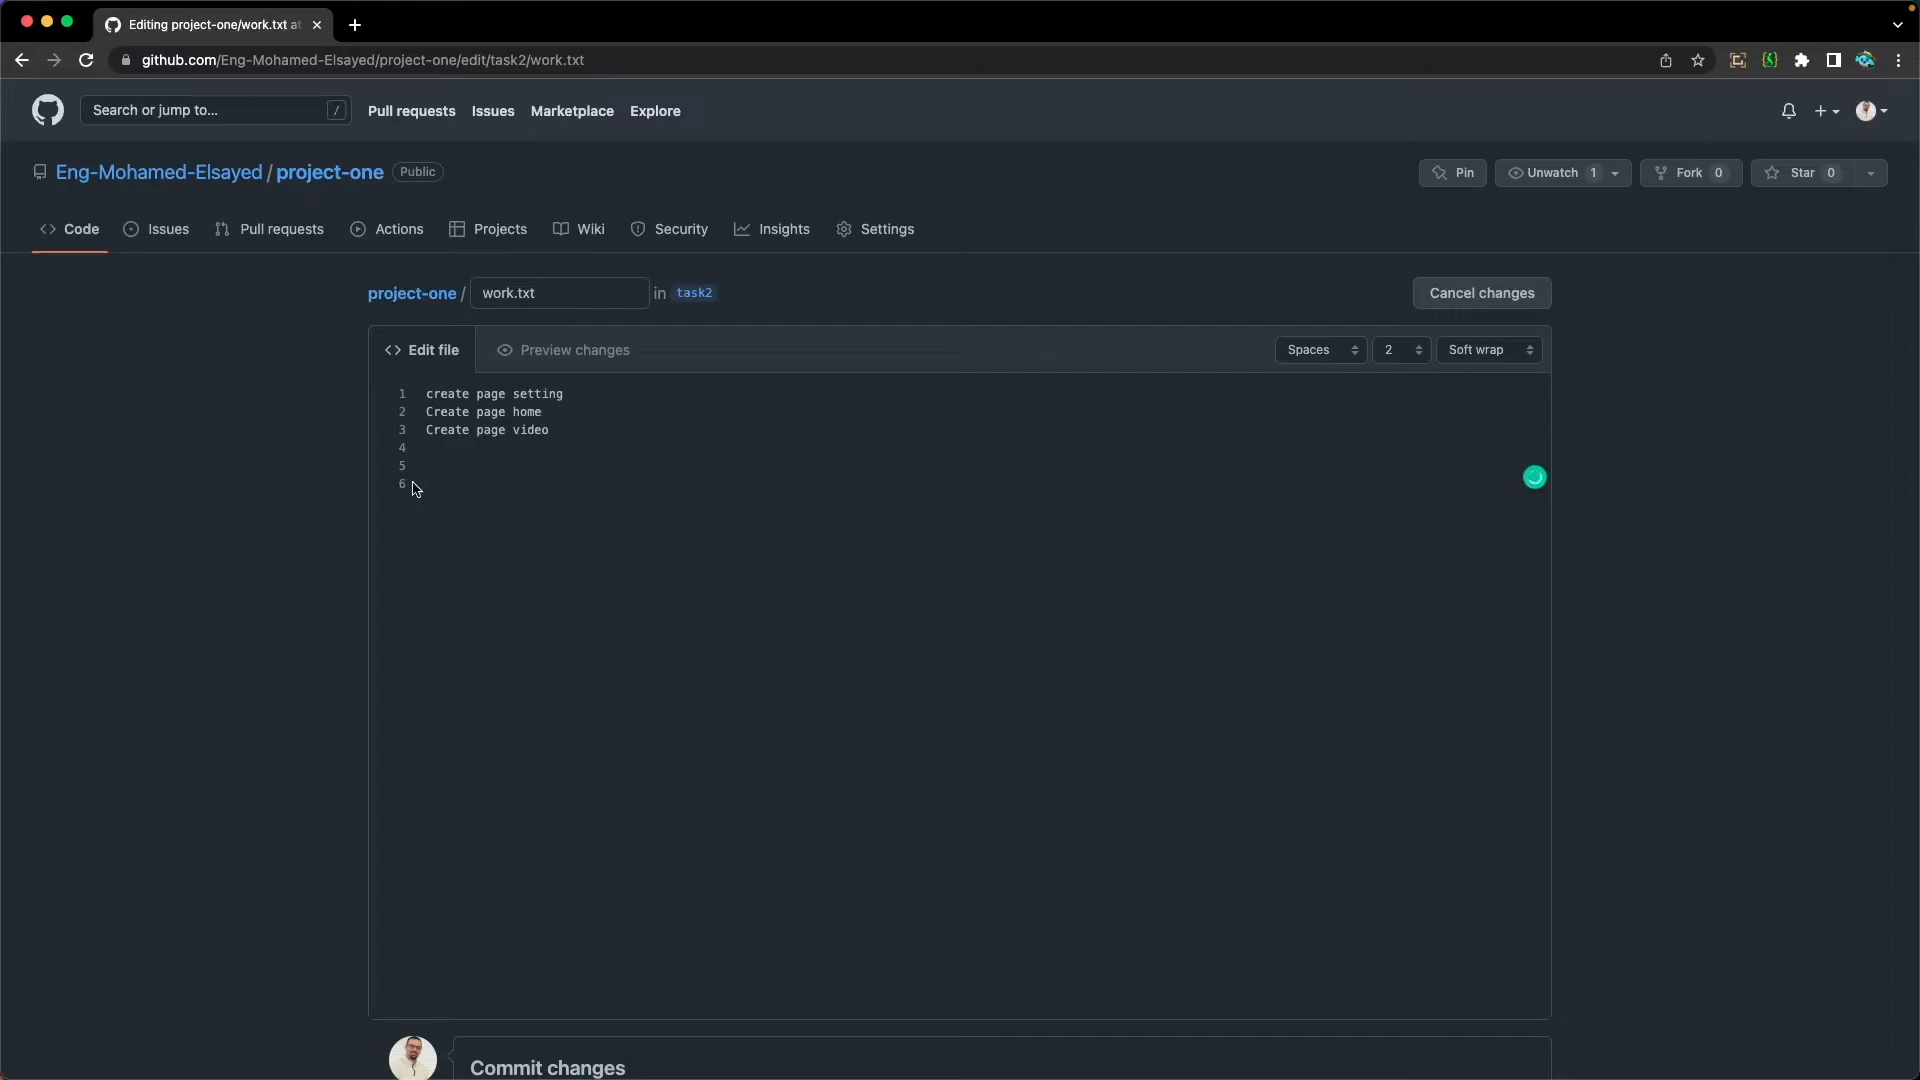 Editing project-one/work.txt at
github.com/Eng-Mohamed-Elsayed/project-one/edit/task2/work.txt
Search or jump to... /
Pull requests Issues Marketplace Explore
Eng-Mohamed-Elsayed / project-one Public
Pin Unwatch 1 Fork 0 Star 0
Code Issues Pull requests Actions Projects Wiki Security Insights Settings
project-one / work.txt in task2 Cancel changes
Edit file Preview changes Spaces 2 Soft wrap
1 create page setting
2 Create page home
3 Create page video
4
5
6
Commit changes